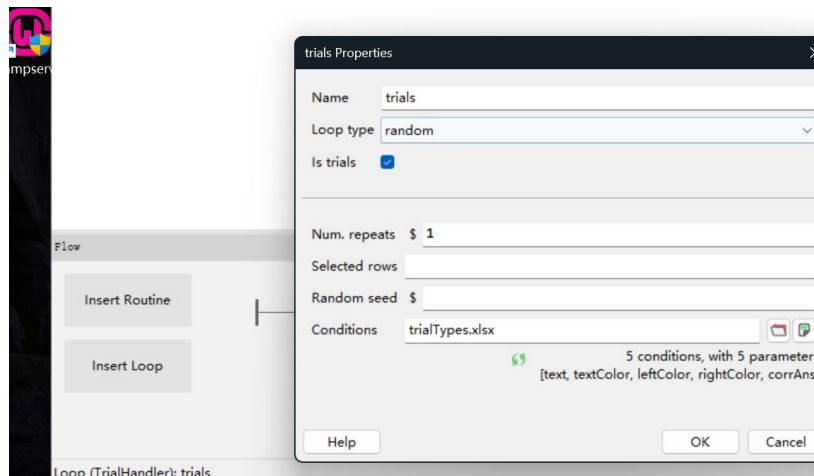 mpserv
trials Properties
Name trials
Loop type random
Is trials
Num. repeats $ 1
Selected rows
Random seed $
Conditions trialTypes.xlsx
5 conditions, with 5 parameter
[text, textColor, leftColor, rightColor, corrAns
Help OK Cancel
Flow
Insert Routine
Insert Loop
Loop (TrialHandler): trials